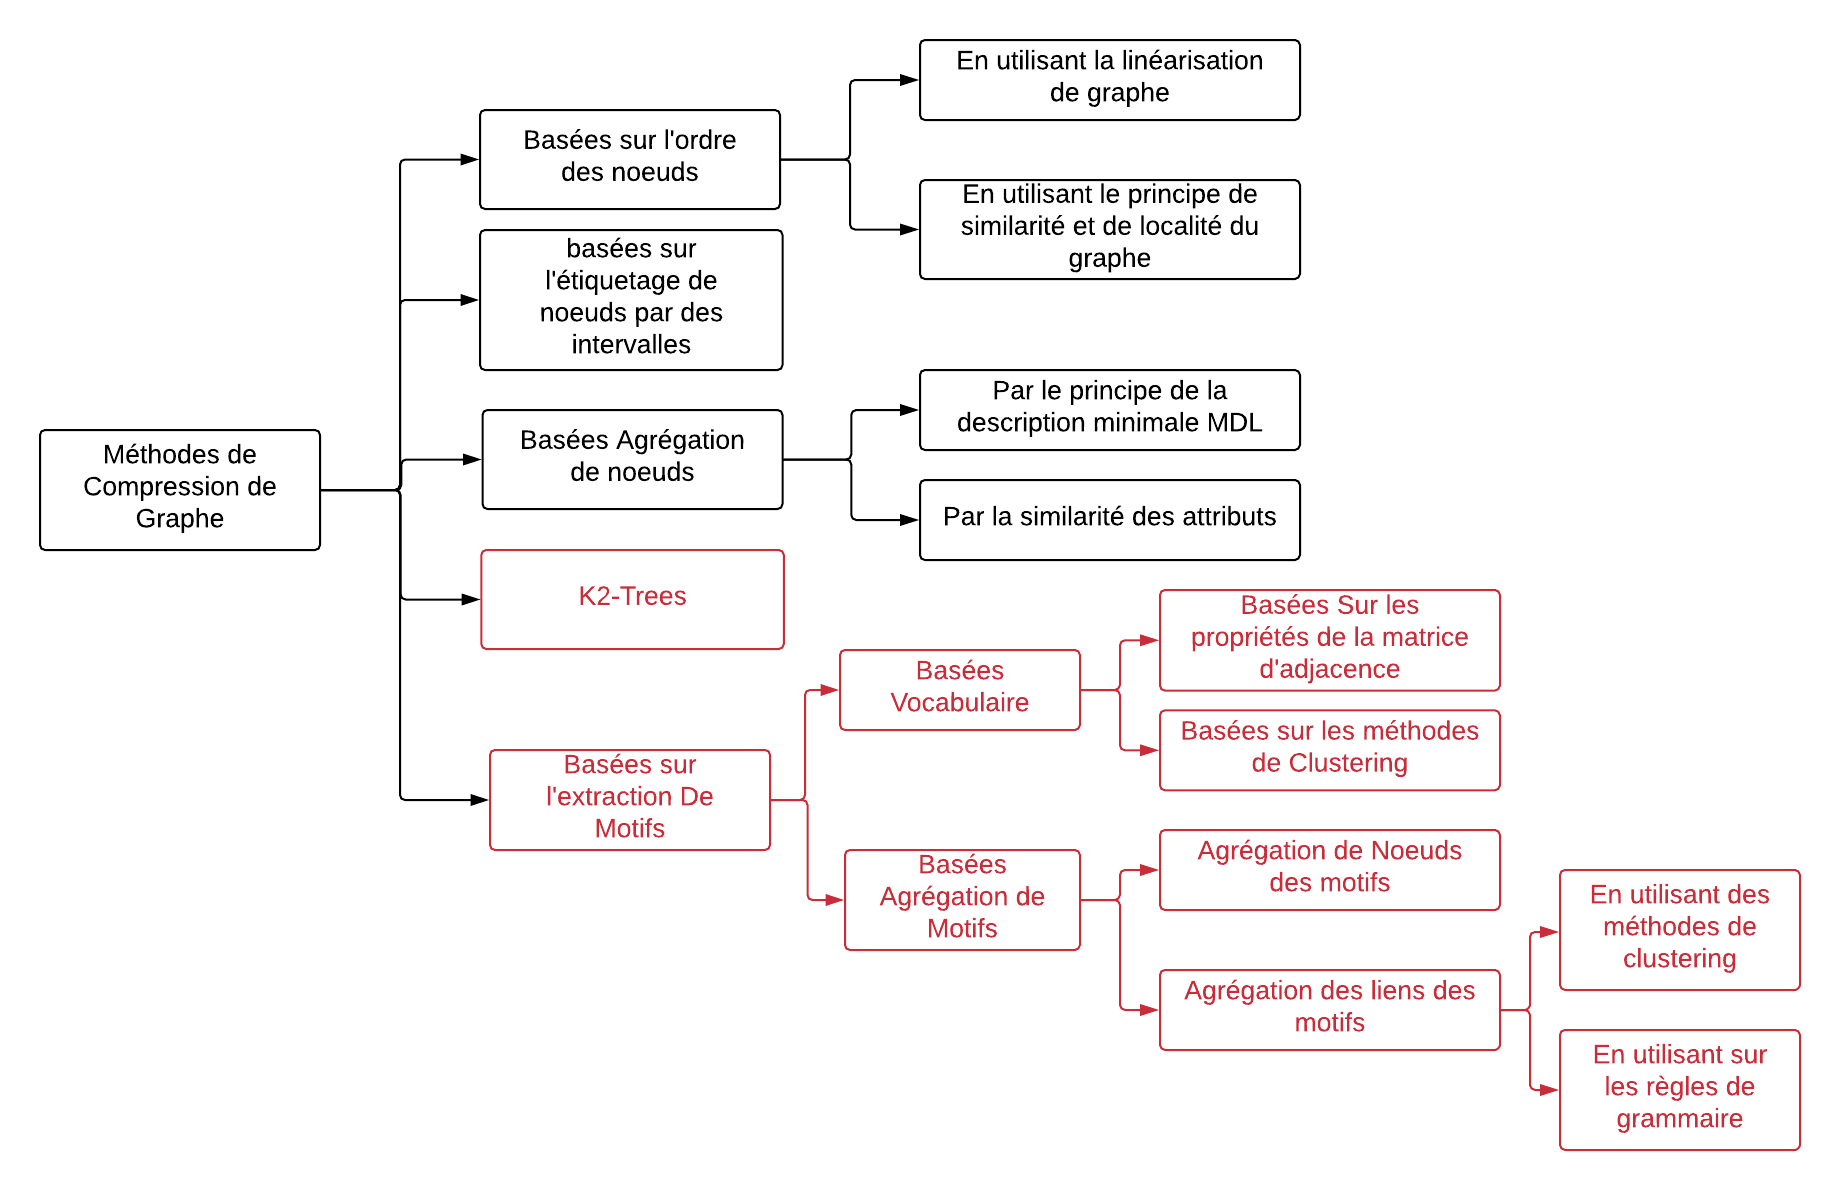 Méthodes de
Compression de
Graphe
Basées sur l'ordre
des noeuds
En utilisant la linéarisation
de graphe
En utilisant le principe de
similarité et de localité du
graphe
basées sur
l'étiquetage de
noeuds par des
intervalles
Basées Agrégation
de noeuds
Par le principe de la
description minimale MDL
Par la similarité des attributs
K2-Trees
Basées sur
l'extraction De
Motifs
Basées
Vocabulaire
Basées Sur les
propriétés de la matrice
d'adjacence
Basées sur les méthodes
de Clustering
Basées
Agrégation de
Motifs
Agrégation de Noeuds
des motifs
Agrégation des liens des
motifs
En utilisant des
méthodes de
clustering
En utilisant sur
les règles de
grammaire